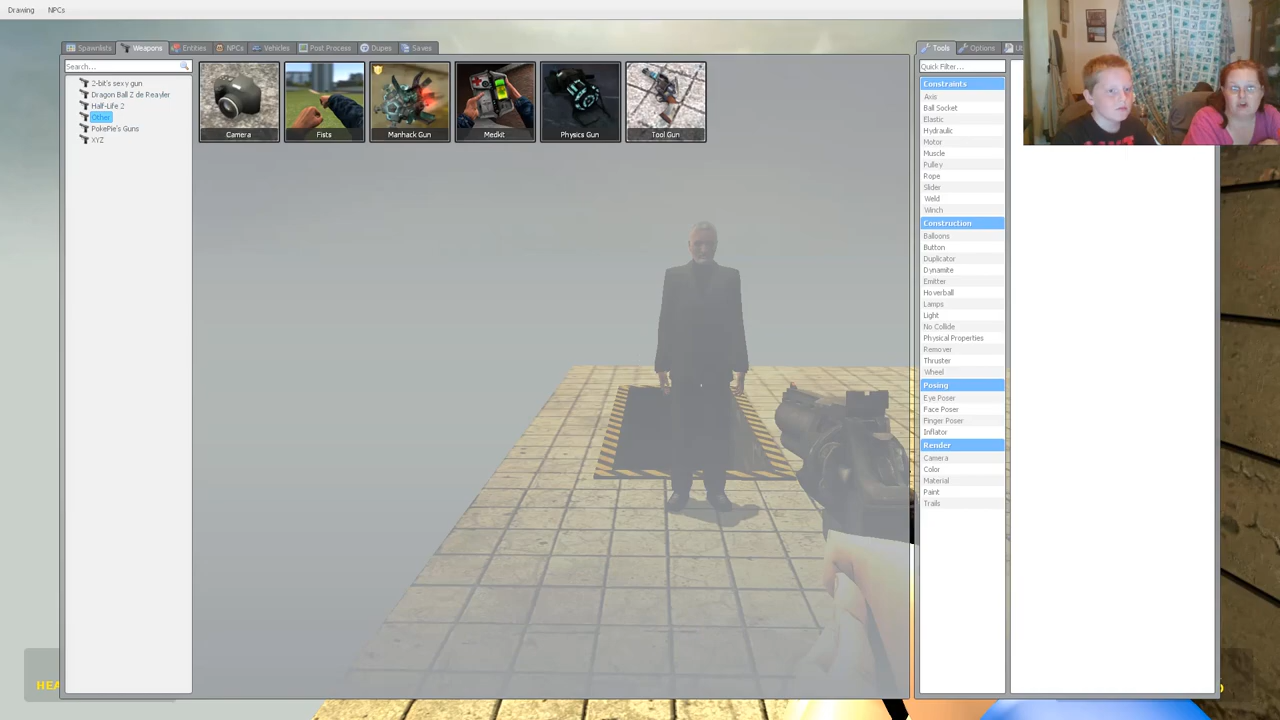 Drawing NPCs
Spawnlists Weapons Entities NPCs Vehicles Post Process Dupes Saves
Tools Options
Search...
Quick Filter...
2-bit's sexy gun
Dragon Ball Z de Reayler
Half-Life 2
Other
PokePie's Guns
XYZ
Camera Fists Manhack Gun Medkit Physics Gun Tool Gun
Constraints
Axis
Ball Socket
Elastic
Hydraulic
Motor
Muscle
Pulley
Rope
Slider
Weld
Winch
Construction
Balloons
Button
Duplicator
Dynamite
Emitter
Hoverball
Lamps
Light
No Collide
Physical Properties
Remover
Thruster
Wheel
Posing
Eye Poser
Face Poser
Finger Poser
Inflator
Render
Camera
Color
Material
Paint
Trails
HEA